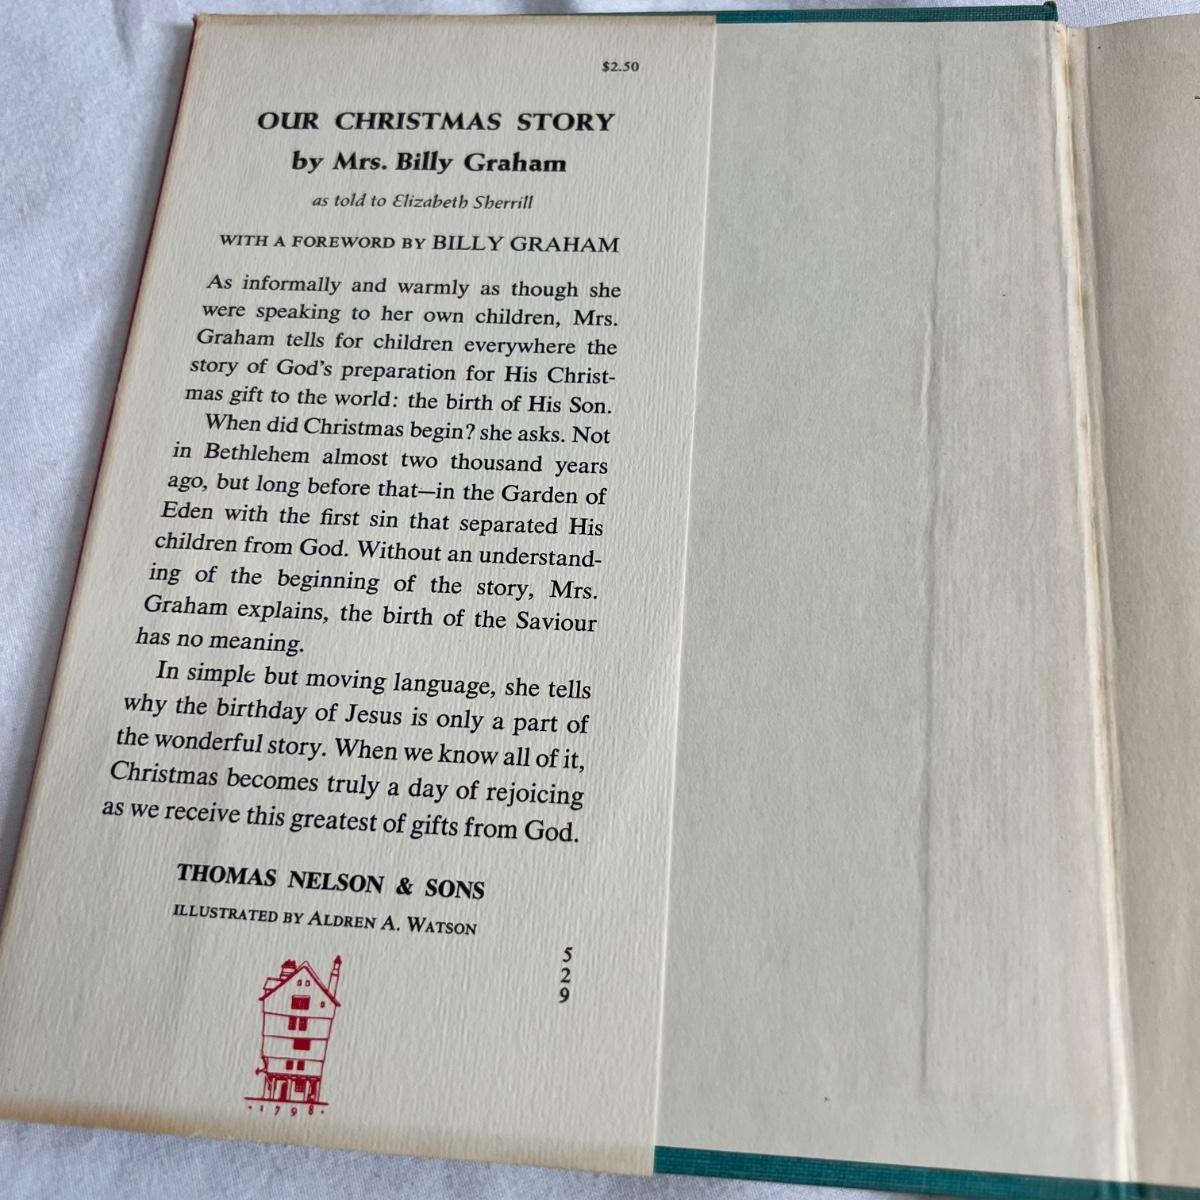 $2.50
OUR CHRISTMAS STORY
by Mrs. Billy Graham
as told to Elizabeth Sherrill
WITH A FOREWORD BY BILLY GRAHAM
As informally and warmly as though she
were speaking to her own children, Mrs.
Graham tells for children everywhere the
story of God's preparation for His Christ-
mas gift to the world: the birth of His Son.
When did Christmas begin? she asks. Not
in Bethlehem almost two thousand years
ago, but long before that—in the Garden of
Eden with the first sin that separated His
children from God. Without an understand-
ing of the beginning of the story, Mrs.
Graham explains, the birth of the Saviour
has no meaning.
In simple but moving language, she tells
why the birthday of Jesus is only a part of
the wonderful story. When we know all of it,
Christmas becomes truly a day of rejoicing
as we receive this greatest of gifts from God.
THOMAS NELSON & SONS
ILLUSTRATED BY ALDREN A. WATSON
5
2
9
·1798·